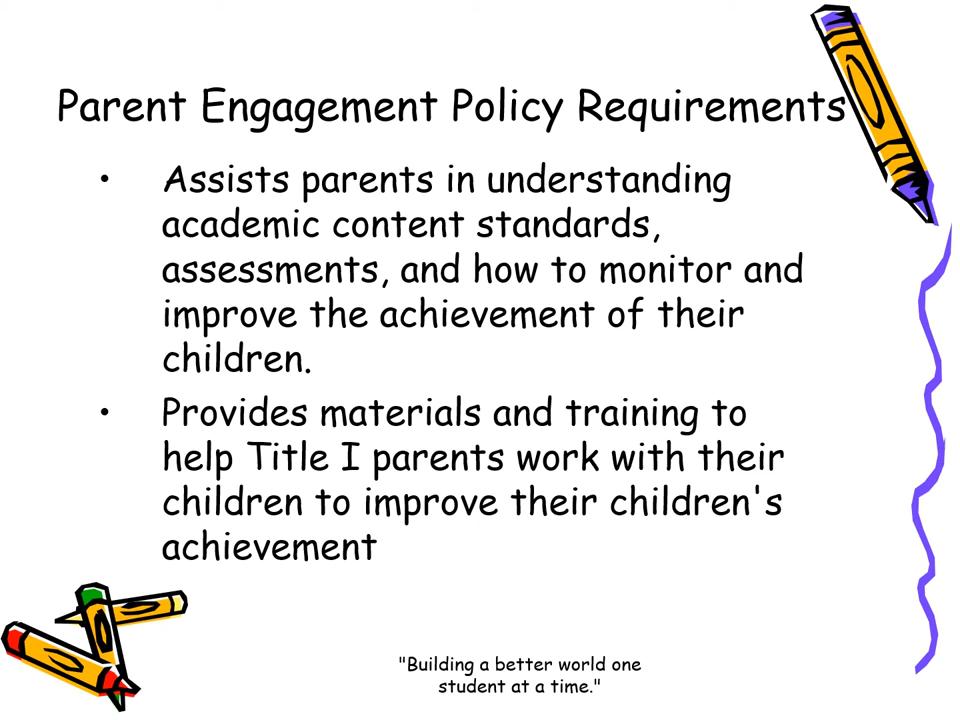 Parent Engagement Policy Requirements
• Assists parents in understanding
academic content standards,
assessments, and how to monitor and
improve the achievement of their
children.
• Provides materials and training to
help Title I parents work with their
children to improve their children's
achievement
"Building a better world one
student at a time."